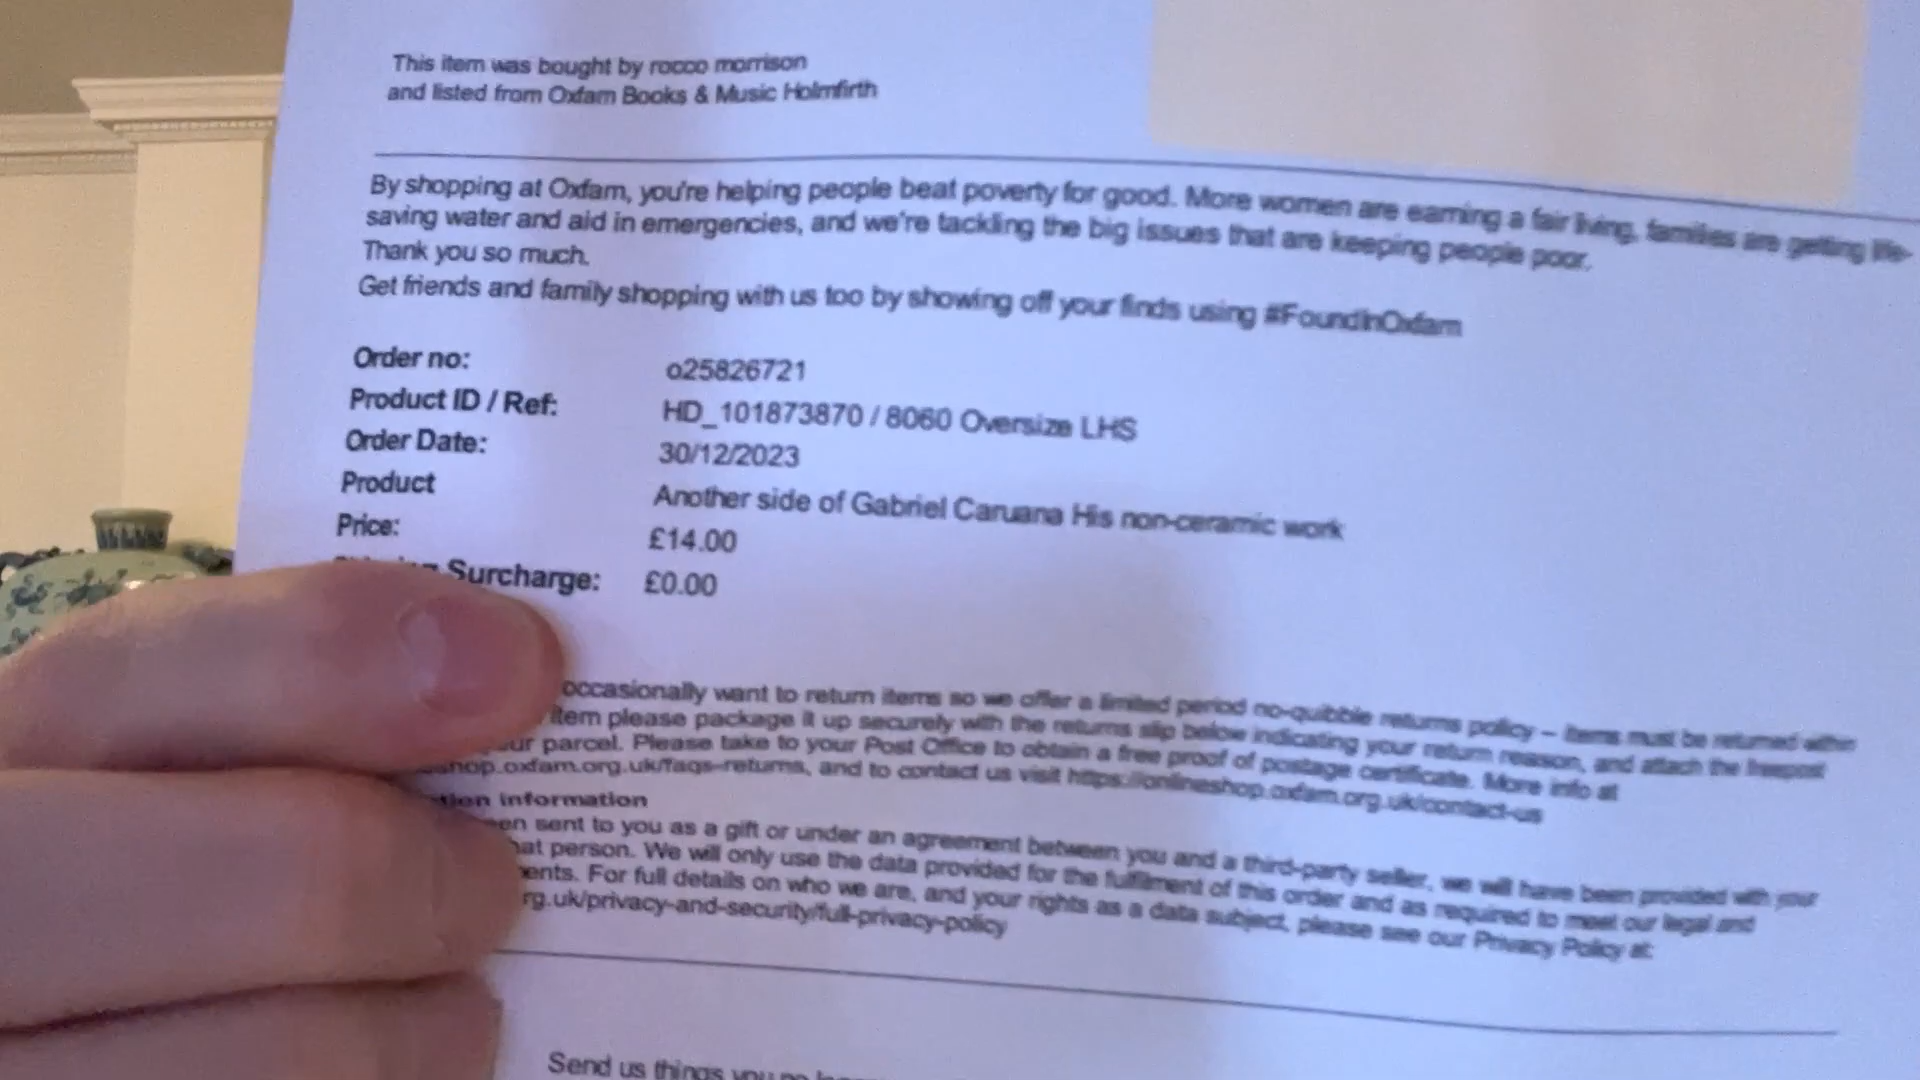 This item was bought by rocco morrison
and listed from Oxfam Books & Music Holmfirth
By shopping at Oxfam, you're helping people beat poverty for good. More women are earning a fair living, families are getting life-
saving water and aid in emergencies, and we're tackling the big issues that are keeping people poor.
Thank you so much.
Get friends and family shopping with us too by showing off your finds using #FoundInOxfam
Order no: o25826721
Product ID / Ref: HD_101873870 / 8060 Oversize LHS
Order Date: 30/12/2023
Product Another side of Gabriel Caruana His non-ceramic work
Price: £14.00
Surcharge: £0.00
occasionally want to return items so we offer a limited period no-quibble returns policy – items must be returned within
item please package it up securely with the returns slip below indicating your return reason, and attach the freepost
ur parcel. Please take to your Post Office to obtain a free proof of postage certificate. More info at
shop.oxfam.org.uk/faqs-returns, and to contact us visit https://onlineshop.oxfam.org.uk/contact-us
tion information
en sent to you as a gift or under an agreement between you and a third-party seller, we will have been provided with your
hat person. We will only use the data provided for the fulfilment of this order and as required to meet our legal and
ents. For full details on who we are, and your rights as a data subject, please see our Privacy Policy at:
rg.uk/privacy-and-security/full-privacy-policy
Send us things you no